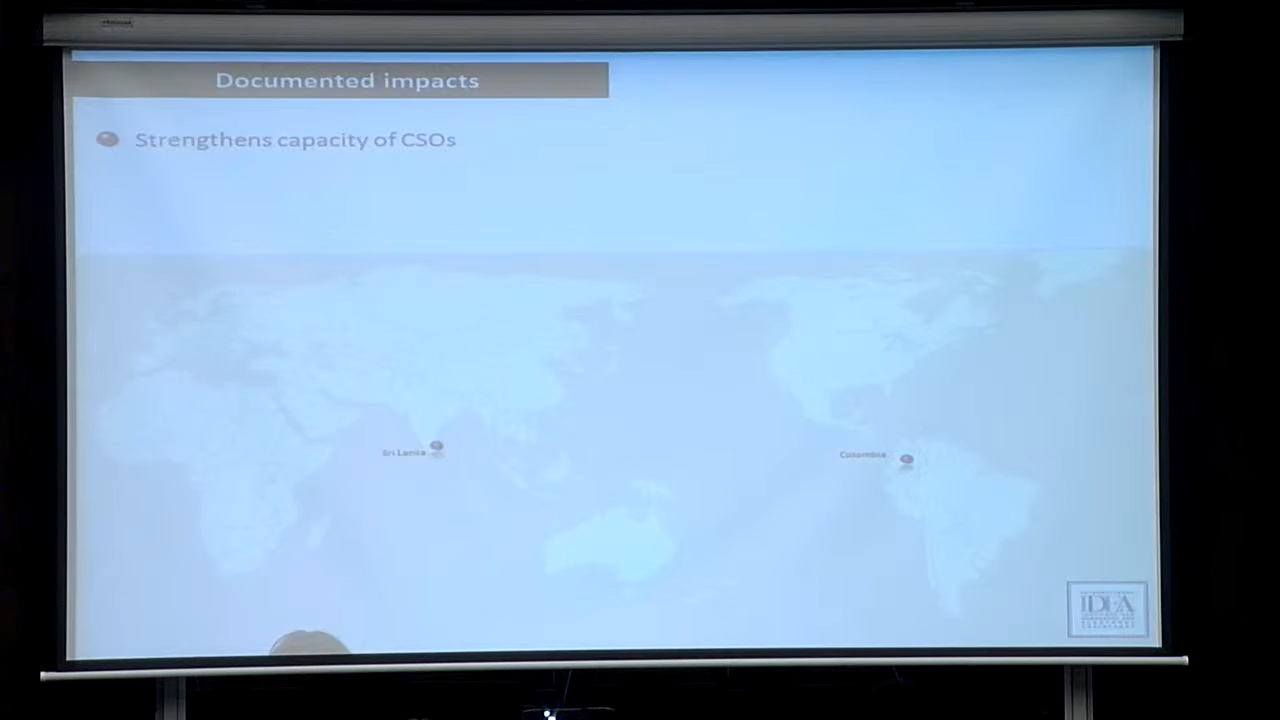 Documented impacts
Strengthens capacity of CSOs
Sri Lanka
Colombia
IDEA